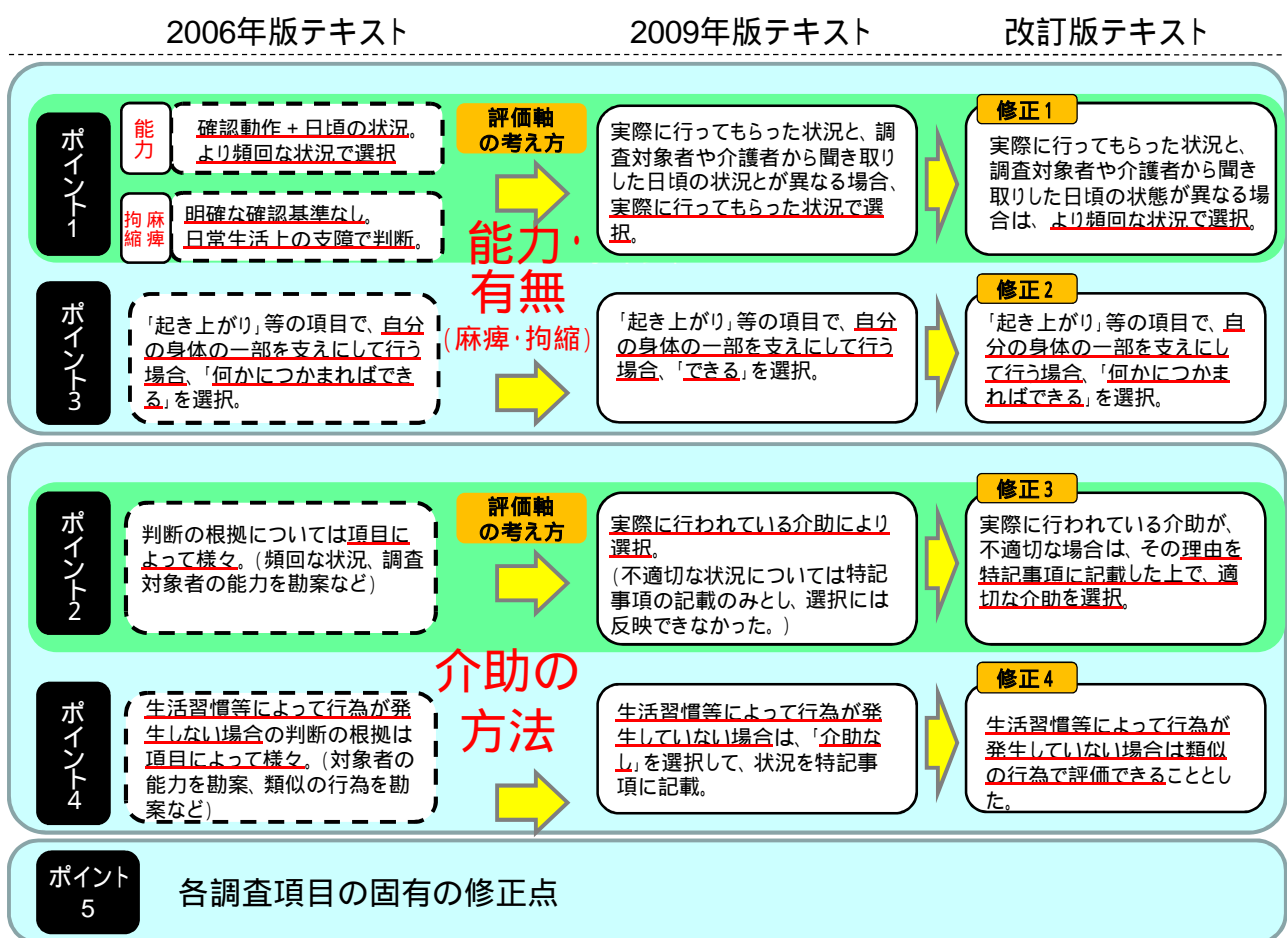 2006年版テキスト
2009年版テキスト
改訂版テキスト
ポイント1
能力
確認動作+日頃の状況。
より頻回な状況で選択
拘縮 麻痺
明確な確認基準なし。
日常生活上の支障で判断。
評価軸
の考え方
能力・
有無
(麻痺・拘縮)
実際に行ってもらった状況と、調
査対象者や介護者から聞き取り
した日頃の状況とが異なる場合、
実際に行ってもらった状況で選
択。
修正1
実際に行ってもらった状況と、
調査対象者や介護者から聞き
取りした日頃の状態が異なる場
合は、より頻回な状況で選択。
ポイント3
「起き上がり」等の項目で、自分
の身体の一部を支えにして行う
場合、「何かにつかまればでき
る」を選択。
「起き上がり」等の項目で、自分
の身体の一部を支えにして行う
場合、「できる」を選択。
修正2
「起き上がり」等の項目で、自
分の身体の一部を支えにし
て行う場合、「何かにつかま
ればできる」を選択。
ポイント2
判断の根拠については項目に
よって様々。(頻回な状況、調査
対象者の能力を勘案など)
評価軸
の考え方
介助の
方法
実際に行われている介助により
選択。
(不適切な状況については特記
事項の記載のみとし、選択には
反映できなかった。)
修正3
実際に行われている介助が、
不適切な場合は、その理由を
特記事項に記載した上で、適
切な介助を選択。
ポイント4
生活習慣等によって行為が発
生しない場合の判断の根拠は
項目によって様々。(対象者の
能力を勘案、類似の行為を勘
案など)
生活習慣等によって行為が発
生していない場合は、「介助な
し」を選択して、状況を特記事
項に記載。
修正4
生活習慣等によって行為が
発生していない場合は類似
の行為で評価できることとし
た。
ポイント
5
各調査項目の固有の修正点